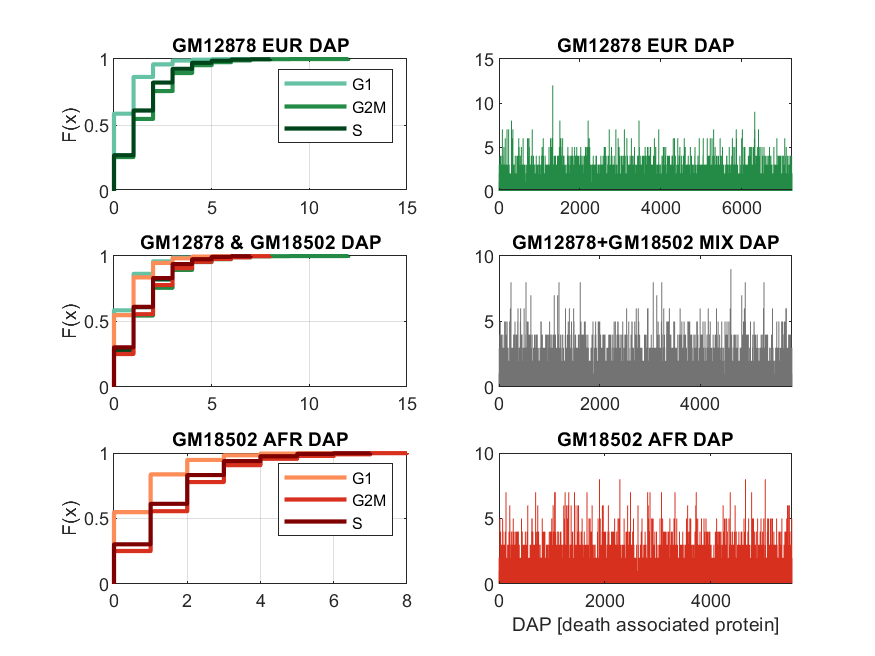 GM12878 EUR DAP
F(x)
1
0.5
0
0 5 10 15
G1
G2M
S
GM12878 EUR DAP
15
10
5
0
0 2000 4000 6000
GM12878 & GM18502 DAP
F(x)
1
0.5
0
0 5 10 15
GM12878+GM18502 MIX DAP
10
5
0
0 2000 4000
GM18502 AFR DAP
F(x)
1
0.5
0
0 2 4 6 8
G1
G2M
S
GM18502 AFR DAP
10
5
0
0 2000 4000
DAP [death associated protein]